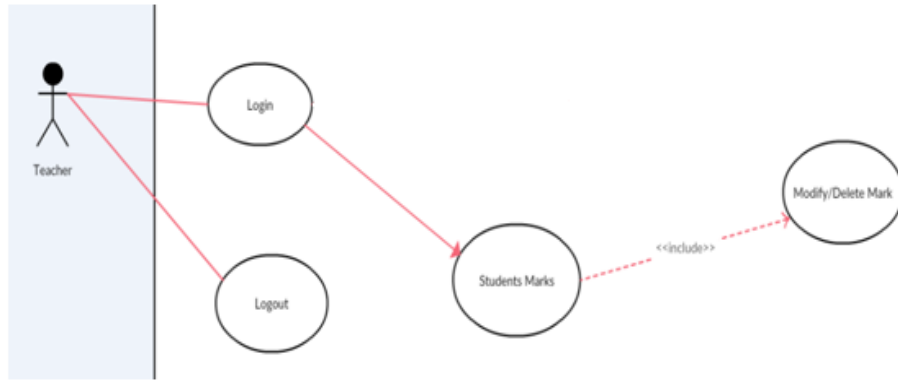 Login
Teacher
Modify/Delete Mark
<<include>>
Students Marks
Logout